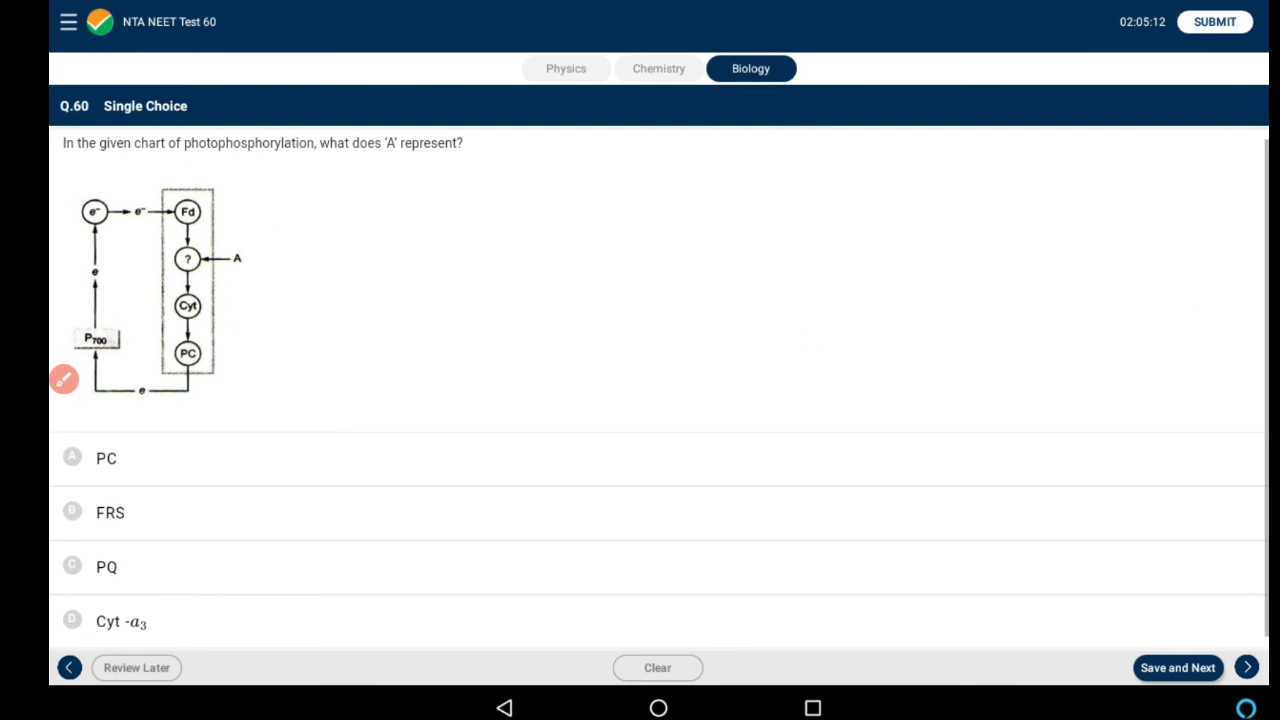 NTA NEET Test 60
02:05:12
SUBMIT
Physics
Chemistry
Biology
Q.60 Single Choice
In the given chart of photophosphorylation, what does ‘A’ represent?
e⁻ e⁻ Fd
? A
e
Cyt
P₇₀₀
PC
e
A PC
B FRS
C PQ
D Cyt -a₃
Review Later
Clear
Save and Next